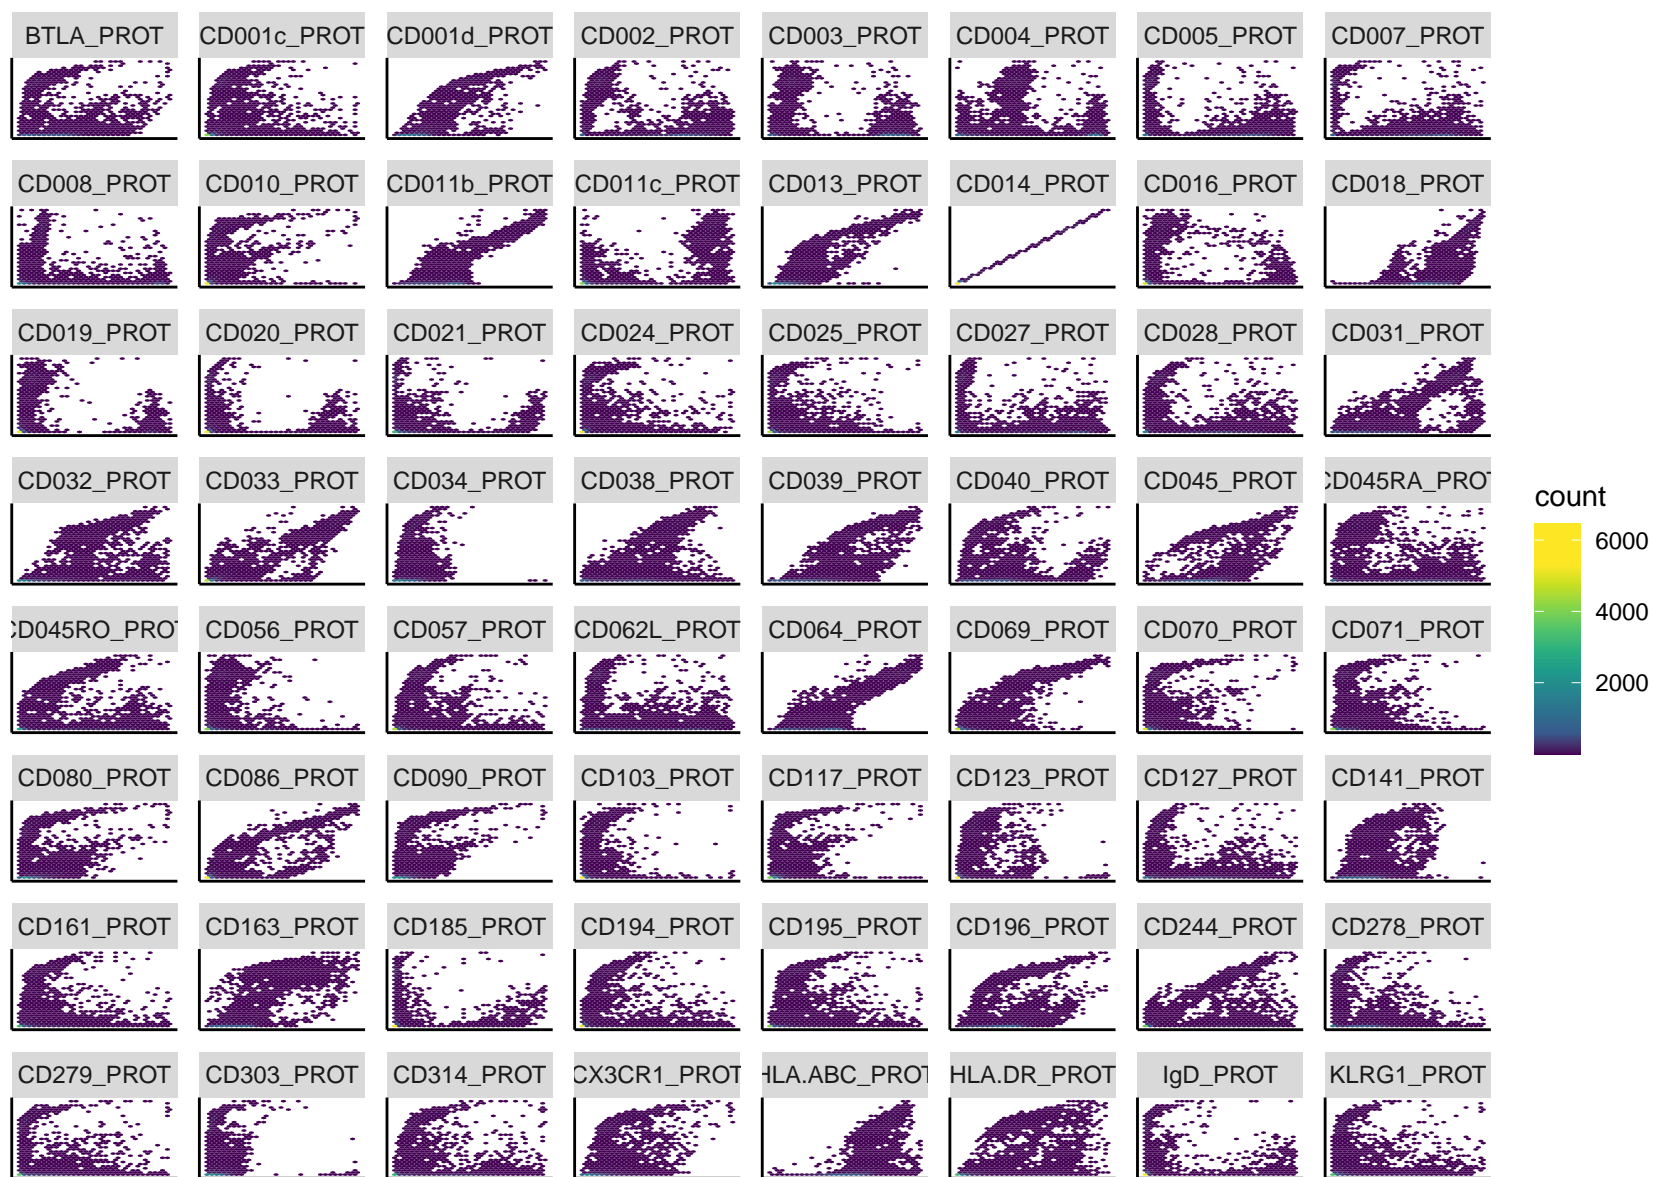 BTLA_PROT CD001c_PROT CD001d_PROT CD002_PROT CD003_PROT CD004_PROT CD005_PROT CD007_PROT
CD008_PROT CD010_PROT CD011b_PROT CD011c_PROT CD013_PROT CD014_PROT CD016_PROT CD018_PROT
CD019_PROT CD020_PROT CD021_PROT CD024_PROT CD025_PROT CD027_PROT CD028_PROT CD031_PROT
CD032_PROT CD033_PROT CD034_PROT CD038_PROT CD039_PROT CD040_PROT CD045_PROT CD045RA_PROT
count
6000
4000
2000
CD045RO_PROT CD056_PROT CD057_PROT CD062L_PROT CD064_PROT CD069_PROT CD070_PROT CD071_PROT
CD080_PROT CD086_PROT CD090_PROT CD103_PROT CD117_PROT CD123_PROT CD127_PROT CD141_PROT
CD161_PROT CD163_PROT CD185_PROT CD194_PROT CD195_PROT CD196_PROT CD244_PROT CD278_PROT
CD279_PROT CD303_PROT CD314_PROT CX3CR1_PROT HLA.ABC_PROT HLA.DR_PROT IgD_PROT KLRG1_PROT